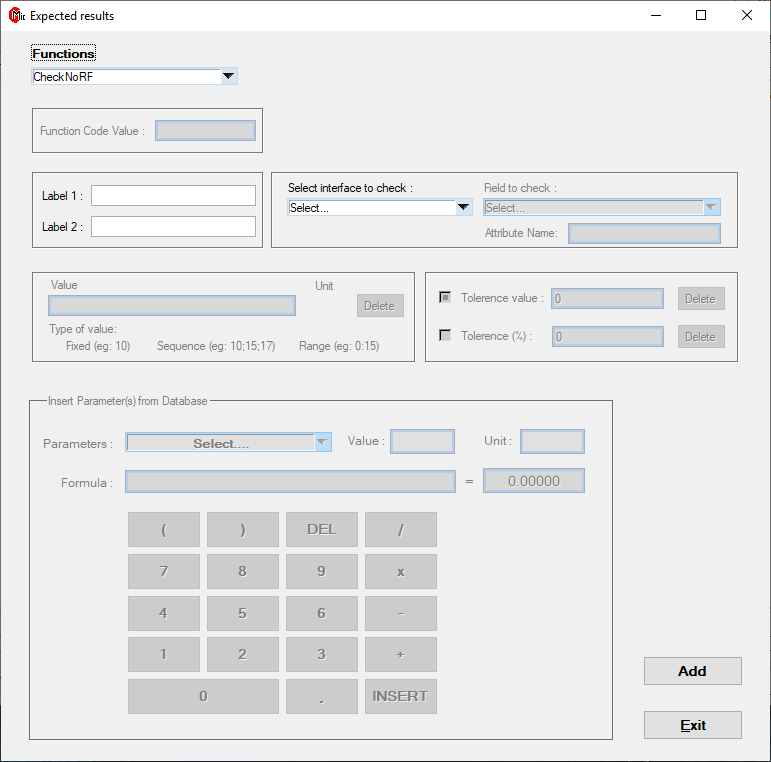 Expected results
Functions
CheckNoRF
Function Code Value :
Label 1 :
Label 2 :
Select interface to check :
Select...
Field to check :
Select...
Attribute Name:
Value
Unit
Delete
Type of value:
Fixed (eg: 10) Sequence (eg: 10;15;17) Range (eg: 0:15)
Tolerence value : 0 Delete
Tolerence (%) : 0 Delete
Insert Parameter(s) from Database
Parameters : Select.... Value : Unit :
Formula : = 0.00000
( ) DEL /
7 8 9 x
4 5 6 -
1 2 3 +
0 . INSERT
Add
Exit